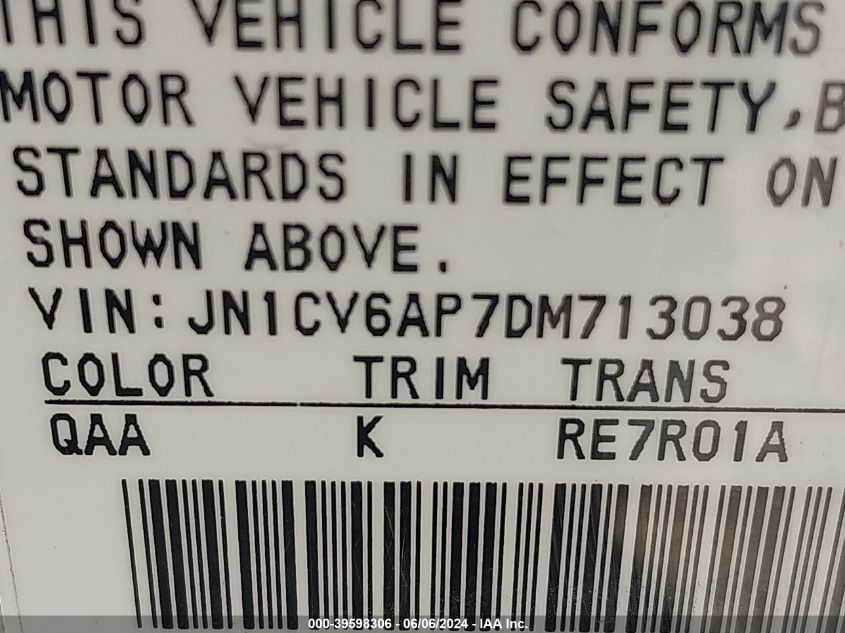 THIS VEHICLE CONFORMS
MOTOR VEHICLE SAFETY, B
STANDARDS IN EFFECT ON
SHOWN ABOVE.
VIN: JN1CV6AP7DM713038
COLOR TRIM TRANS
QAA K RE7R01A
000-39598306 - 06/06/2024 - IAA Inc.